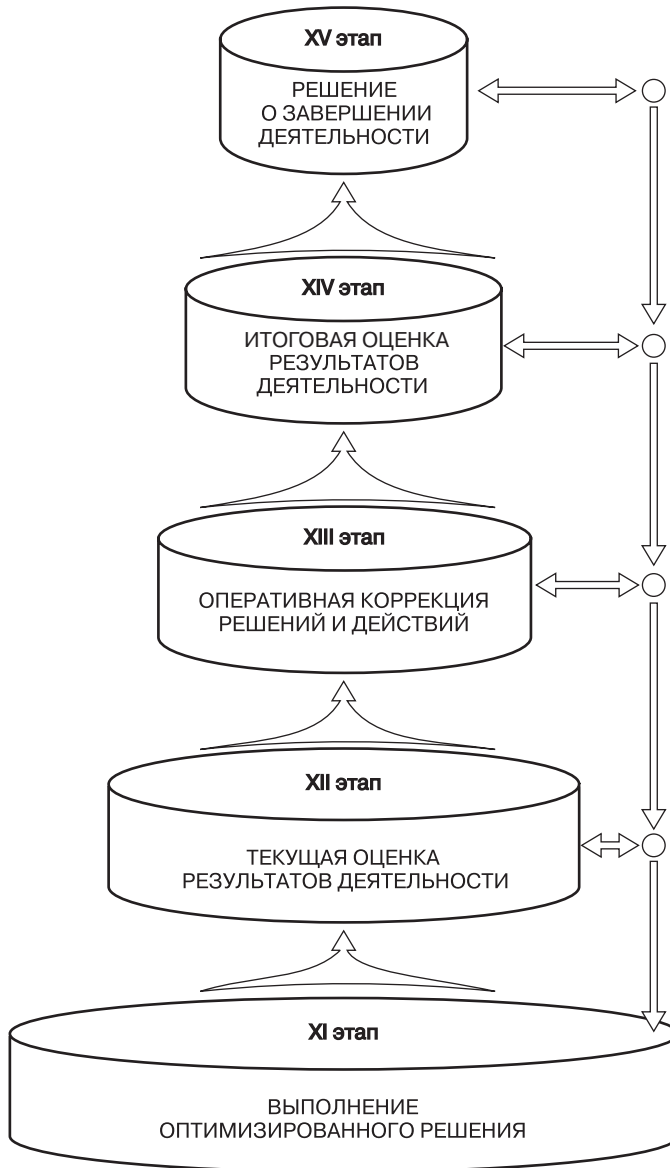 XV этап
РЕШЕНИЕ
О ЗАВЕРШЕНИИ
ДЕЯТЕЛЬНОСТИ
XIV этап
ИТОГОВАЯ ОЦЕНКА
РЕЗУЛЬТАТОВ
ДЕЯТЕЛЬНОСТИ
XIII этап
ОПЕРАТИВНАЯ КОРРЕКЦИЯ
РЕШЕНИЙ И ДЕЙСТВИЙ
XII этап
ТЕКУЩАЯ ОЦЕНКА
РЕЗУЛЬТАТОВ ДЕЯТЕЛЬНОСТИ
XI этап
ВЫПОЛНЕНИЕ
ОПТИМИЗИРОВАННОГО РЕШЕНИЯ